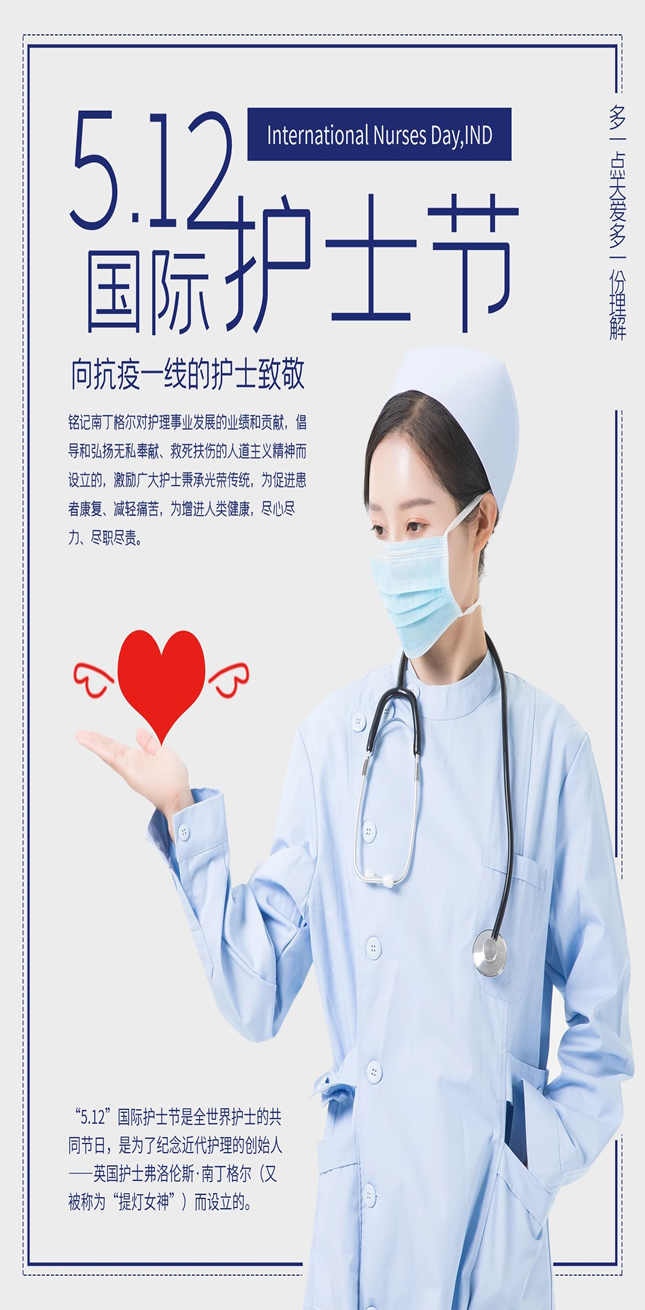 5.12
International Nurses Day,IND
国际护士节
多一点关爱多一份理解
向抗疫一线的护士致敬
铭记南丁格尔对护理事业发展的业绩和贡献，倡
导和弘扬无私奉献、救死扶伤的人道主义精神而
设立的，激励广大护士秉承光荣传统，为促进患
者康复、减轻痛苦，为增进人类健康，尽心尽
力、尽职尽责。
“5.12”国际护士节是全世界护士的共
同节日，是为了纪念近代护理的创始人
——英国护士弗洛伦斯·南丁格尔（又
被称为“提灯女神”）而设立的。